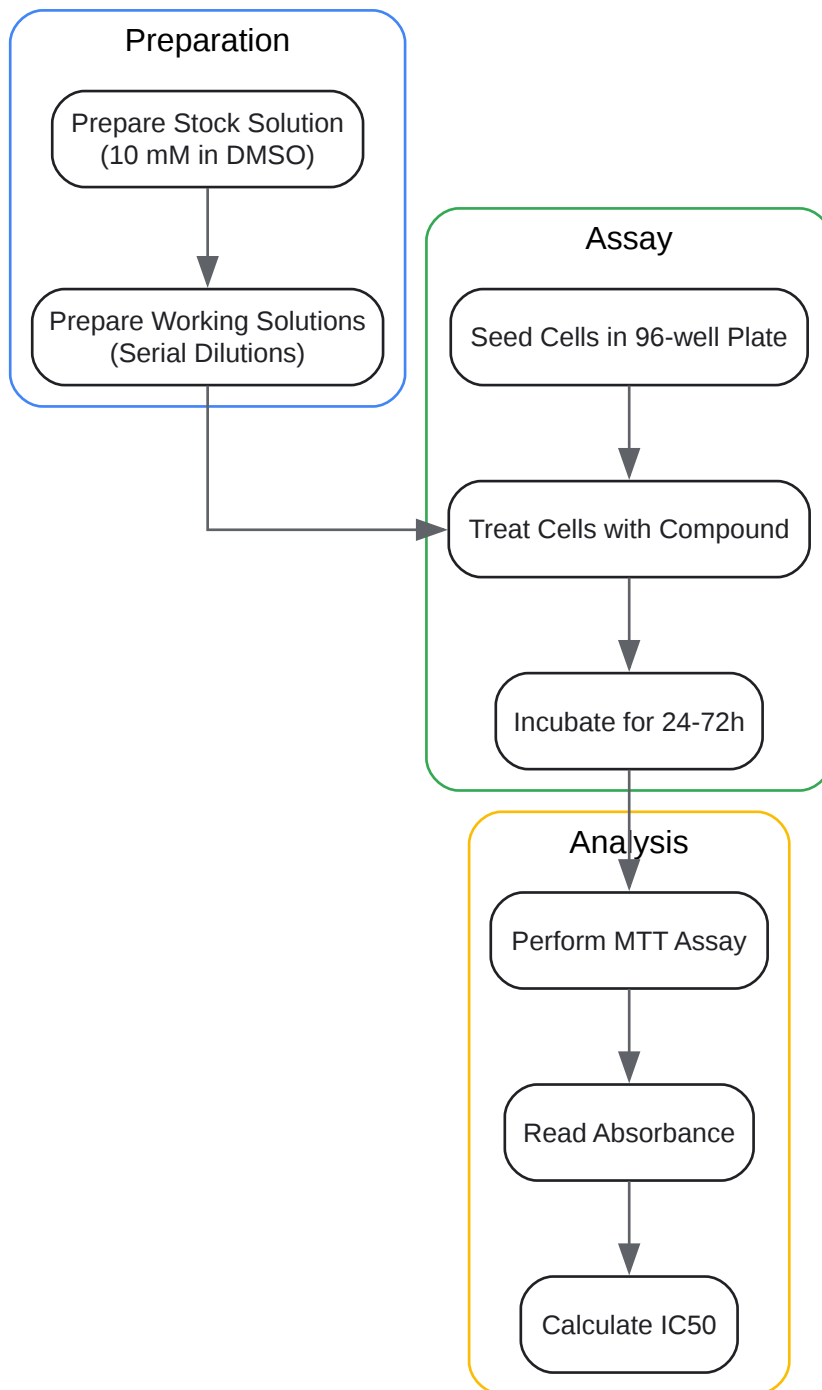 Preparation
Prepare Stock Solution
(10 mM in DMSO)
Prepare Working Solutions
(Serial Dilutions)
Assay
Seed Cells in 96-well Plate
Treat Cells with Compound
Incubate for 24-72h
Analysis
Perform MTT Assay
Read Absorbance
Calculate IC50